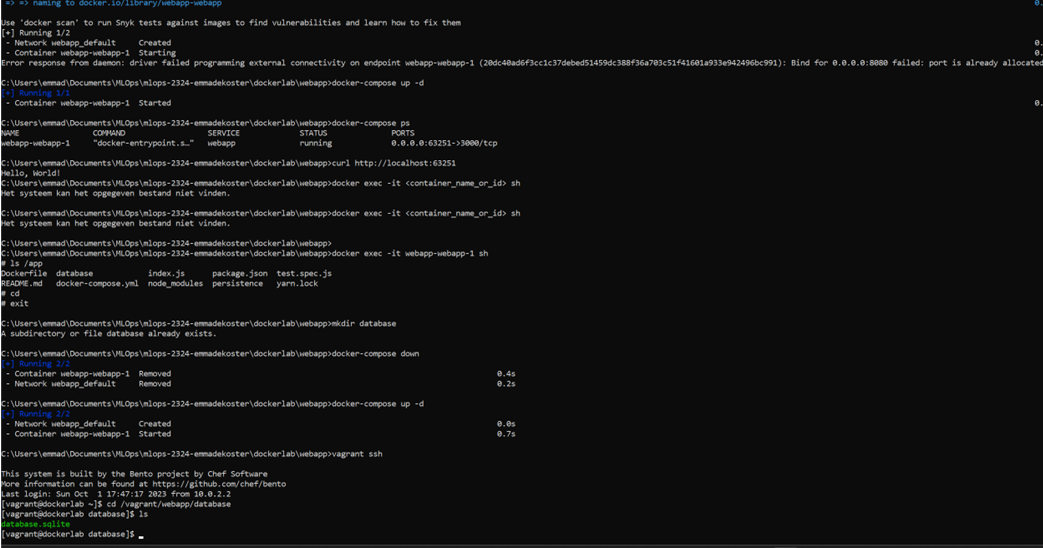 => => naming to docker.io/library/webapp-webapp 0.
Use 'docker scan' to run Snyk tests against images to find vulnerabilities and learn how to fix them
[+] Running 1/2
- Network webapp_default Created 0.
- Container webapp-webapp-1 Starting 0.
Error response from daemon: driver failed programming external connectivity on endpoint webapp-webapp-1 (20dc40ad6f3cc1c37debed51459dc388f36a703c51f41601a933e942496bc991): Bind for 0.0.0.0:8080 failed: port is already allocated
C:\Users\emmad\Documents\MLOps\mlops-2324-emmadekoster\dockerlab\webapp>docker-compose up -d
[+] Running 1/1
- Container webapp-webapp-1 Started 0.
C:\Users\emmad\Documents\MLOps\mlops-2324-emmadekoster\dockerlab\webapp>docker-compose ps
NAME COMMAND SERVICE STATUS PORTS
webapp-webapp-1 "docker-entrypoint.s…" webapp running 0.0.0.0:63251->3000/tcp
C:\Users\emmad\Documents\MLOps\mlops-2324-emmadekoster\dockerlab\webapp>curl http://localhost:63251
Hello, World!
C:\Users\emmad\Documents\MLOps\mlops-2324-emmadekoster\dockerlab\webapp>docker exec -it <container_name_or_id> sh
Het systeem kan het opgegeven bestand niet vinden.
C:\Users\emmad\Documents\MLOps\mlops-2324-emmadekoster\dockerlab\webapp>docker exec -it <container_name_or_id> sh
Het systeem kan het opgegeven bestand niet vinden.
C:\Users\emmad\Documents\MLOps\mlops-2324-emmadekoster\dockerlab\webapp>
C:\Users\emmad\Documents\MLOps\mlops-2324-emmadekoster\dockerlab\webapp>docker exec -it webapp-webapp-1 sh
# ls /app
Dockerfile database index.js package.json test.spec.js
README.md docker-compose.yml node_modules persistence yarn.lock
# cd
# exit
C:\Users\emmad\Documents\MLOps\mlops-2324-emmadekoster\dockerlab\webapp>mkdir database
A subdirectory or file database already exists.
C:\Users\emmad\Documents\MLOps\mlops-2324-emmadekoster\dockerlab\webapp>docker-compose down
[+] Running 2/2
- Container webapp-webapp-1 Removed 0.4s
- Network webapp_default Removed 0.2s
C:\Users\emmad\Documents\MLOps\mlops-2324-emmadekoster\dockerlab\webapp>docker-compose up -d
[+] Running 2/2
- Network webapp_default Created 0.0s
- Container webapp-webapp-1 Started 0.7s
C:\Users\emmad\Documents\MLOps\mlops-2324-emmadekoster\dockerlab\webapp>vagrant ssh
This system is built by the Bento project by Chef Software
More information can be found at https://github.com/chef/bento
Last login: Sun Oct 1 17:47:17 2023 from 10.0.2.2
[vagrant@dockerlab ~]$ cd /vagrant/webapp/database
[vagrant@dockerlab database]$ ls
database.sqlite
[vagrant@dockerlab database]$ _